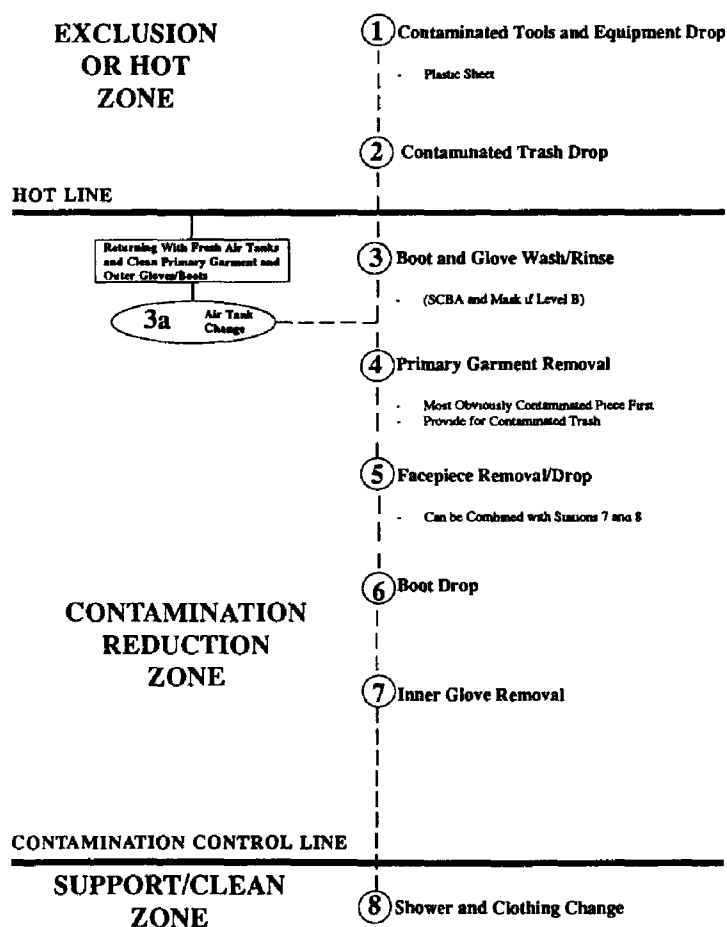 EXCLUSION
OR HOT
ZONE
1 Contaminated Tools and Equipment Drop
- Plastic Sheet
2 Contaminated Trash Drop
HOT LINE
Returning With Fresh Air Tanks
and Clean Primary Garment and
Outer Gloves/Boots
3a Air Tank
Change
3 Boot and Glove Wash/Rinse
- (SCBA and Mask if Level B)
4 Primary Garment Removal
- Most Obviously Contaminated Piece First
- Provide for Contaminated Trash
5 Facepiece Removal/Drop
- Can be Combined with Stations 7 and 8
6 Boot Drop
CONTAMINATION
REDUCTION
ZONE
7 Inner Glove Removal
CONTAMINATION CONTROL LINE
SUPPORT/CLEAN
ZONE
8 Shower and Clothing Change